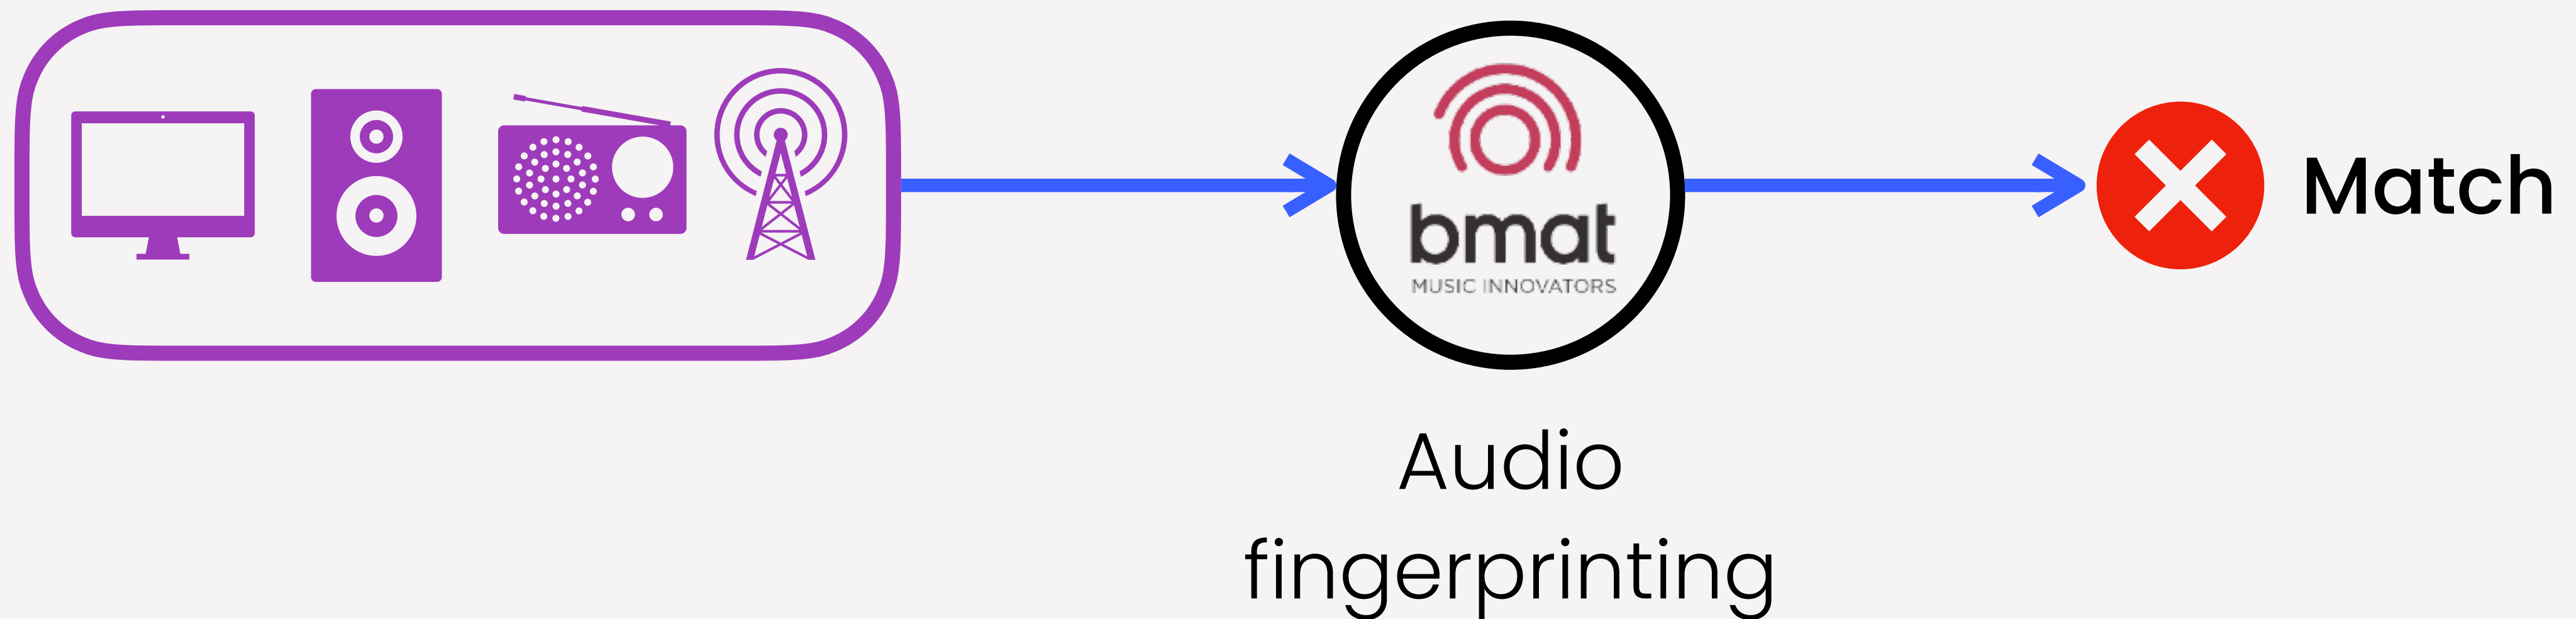 bmat
MUSIC INNOVATORS
Match
Audio
fingerprinting